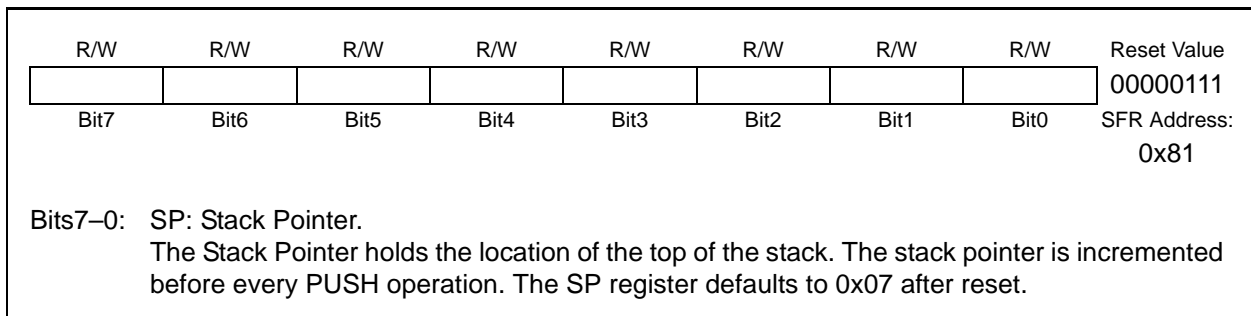 R/W R/W R/W R/W R/W R/W R/W R/W Reset Value
00000111
Bit7 Bit6 Bit5 Bit4 Bit3 Bit2 Bit1 Bit0 SFR Address:
0x81
Bits7–0: SP: Stack Pointer.
The Stack Pointer holds the location of the top of the stack. The stack pointer is incremented
before every PUSH operation. The SP register defaults to 0x07 after reset.